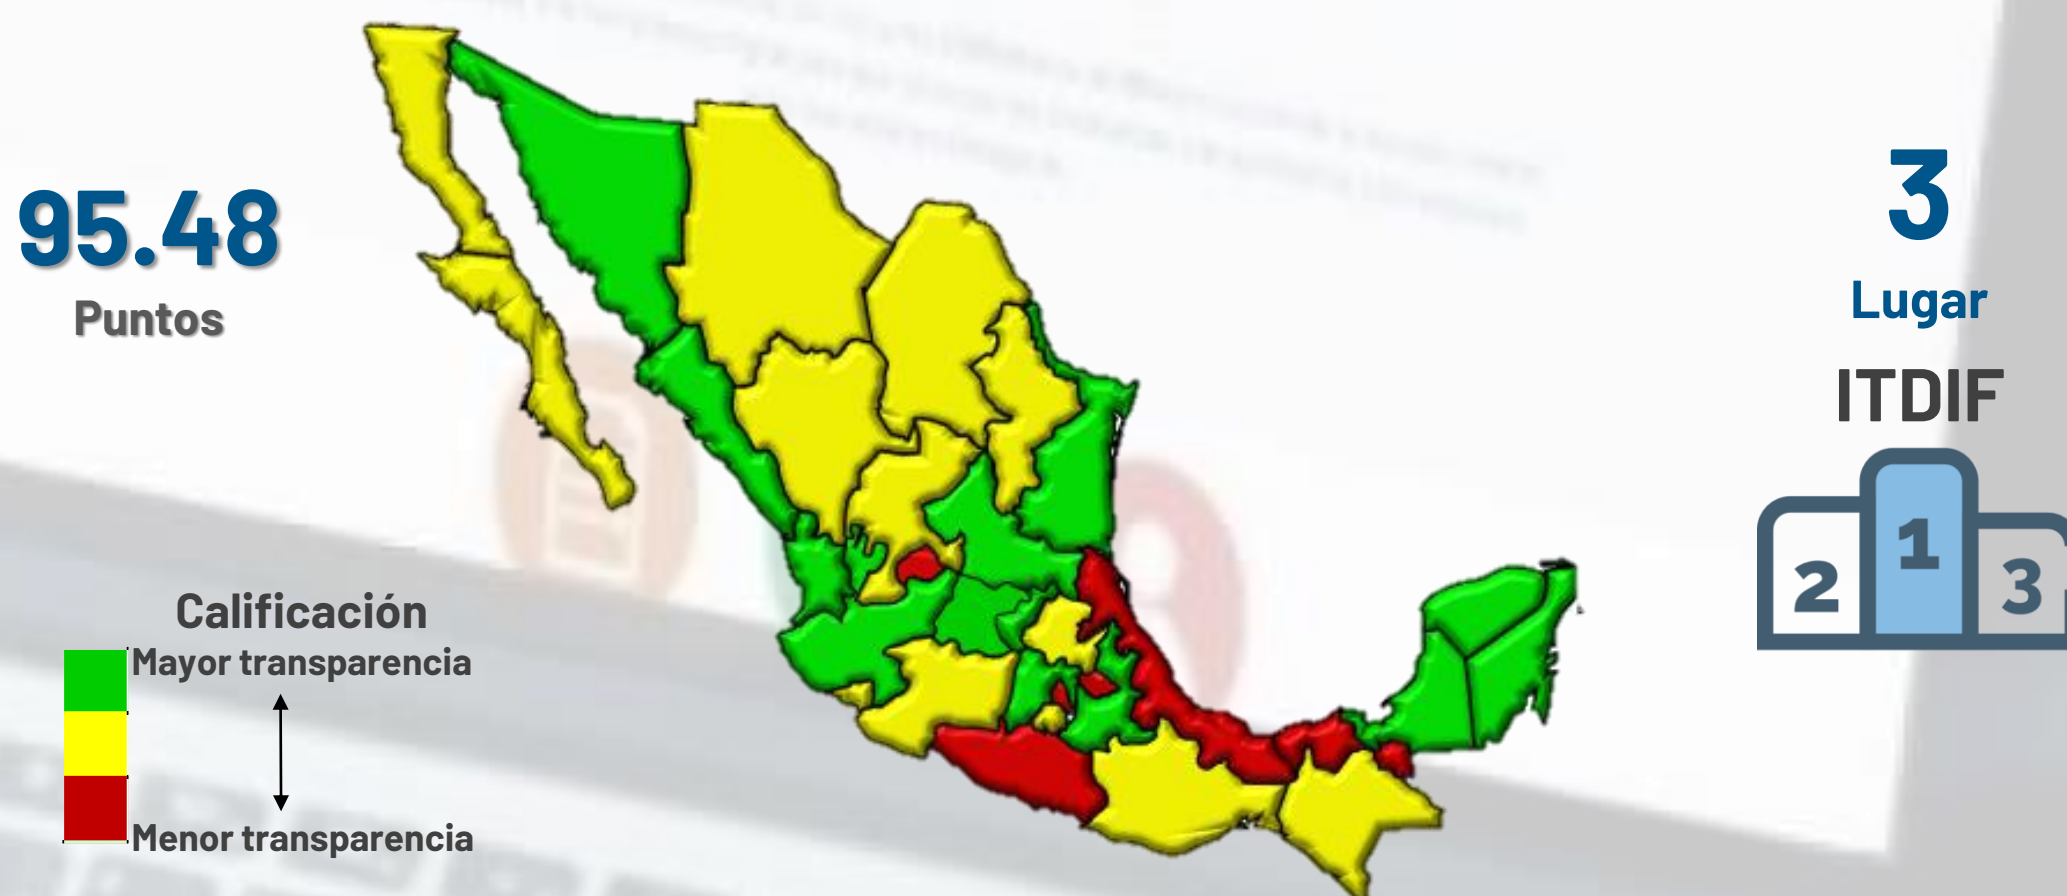 95.48
Puntos
3
Lugar
ITDIF
2
1
3
Calificación
Mayor transparencia
Menor transparencia